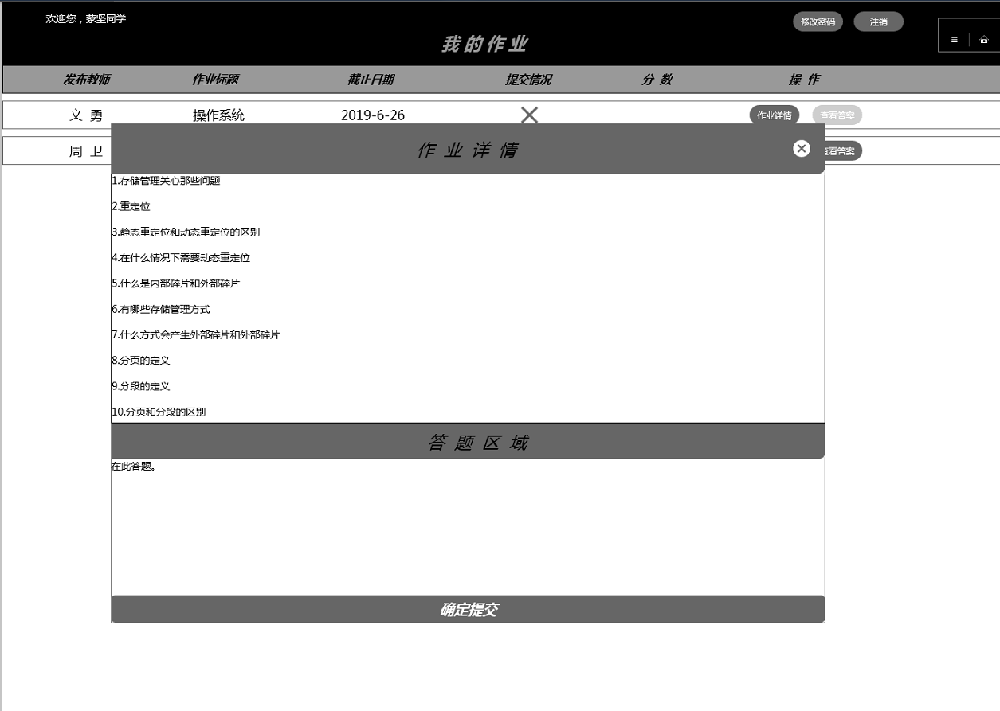 欢迎您，蒙坚同学
修改密码 注销
我的作业
发布教师 作业标题 截止日期 提交情况 分 数 操 作
文 勇 操作系统 2019-6-26 作业详情 查看答案
周 卫 查看答案
作业详情
1.存储管理关心那些问题
2.重定位
3.静态重定位和动态重定位的区别
4.在什么情况下需要动态重定位
5.什么是内部碎片和外部碎片
6.有哪些存储管理方式
7.什么方式会产生外部碎片和外部碎片
8.分页的定义
9.分段的定义
10.分页和分段的区别
答题区域
在此答题。
确定提交